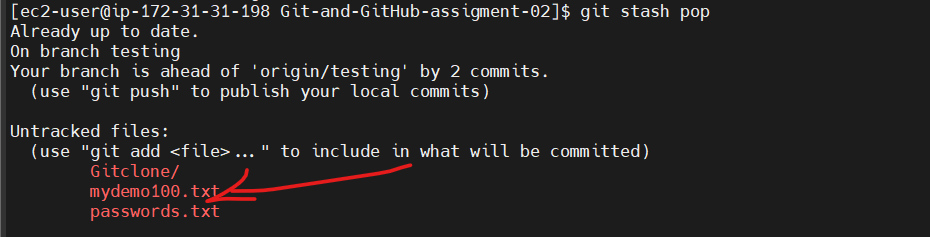 [ec2-user@ip-172-31-31-198 Git-and-GitHub-assigment-02]$ git stash pop
Already up to date.
On branch testing
Your branch is ahead of 'origin/testing' by 2 commits.
  (use "git push" to publish your local commits)

Untracked files:
  (use "git add <file>..." to include in what will be committed)
        Gitclone/
        mydemo100.txt
        passwords.txt